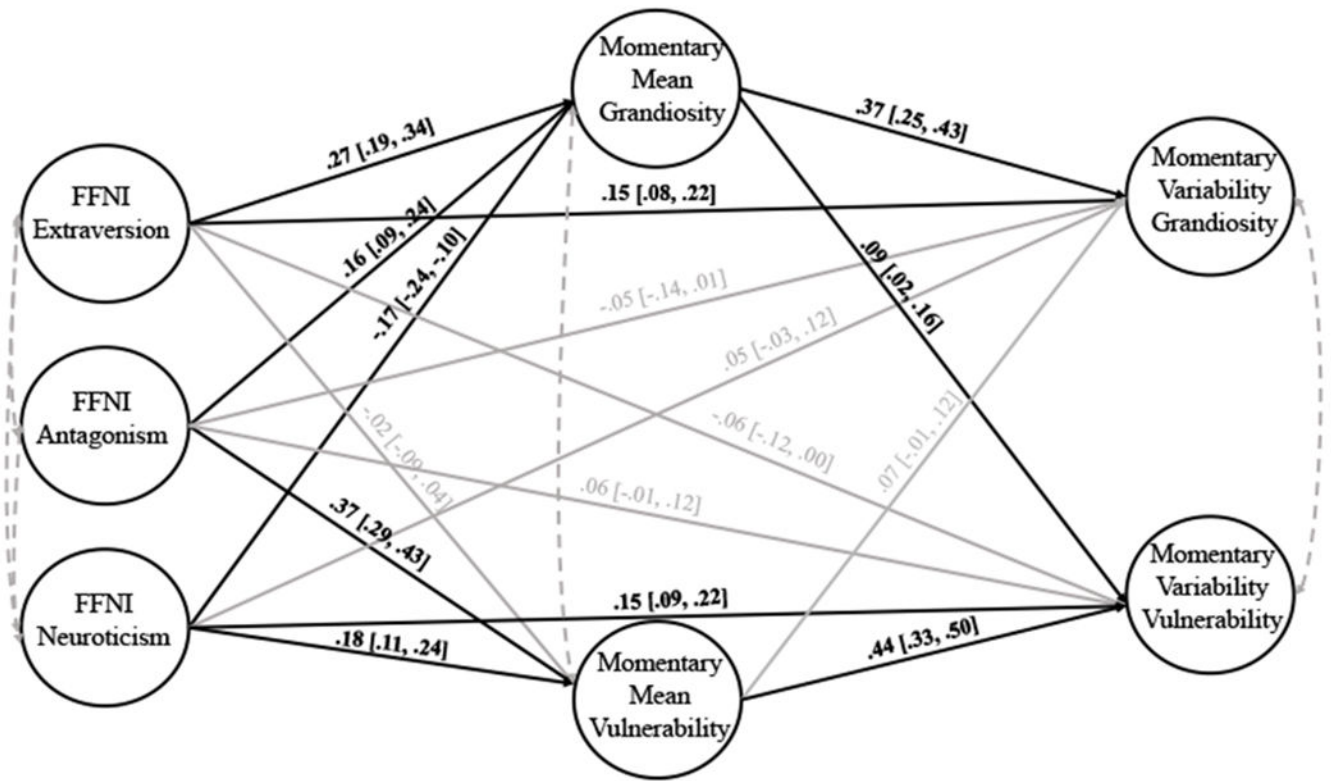 Momentary
Mean
Grandiosity
.27 [.19, .34]
.37 [.25, .43]
FFNI
Extraversion
Momentary
Variability
Grandiosity
.15 [.08, .22]
.16 [.09, .24]
-.17 [-.24, -.10]
.09 [.02, .16]
-.05 [-.14, .01]
.05 [-.03, .12]
FFNI
Antagonism
-.02 [-.09, .04]
-.06 [-.12, .00]
.07 [-.01, .12]
.06 [-.01, .12]
.37 [.29, .43]
FFNI
Neuroticism
.15 [.09, .22]
.18 [.11, .24]
.44 [.33, .50]
Momentary
Variability
Vulnerability
Momentary
Mean
Vulnerability